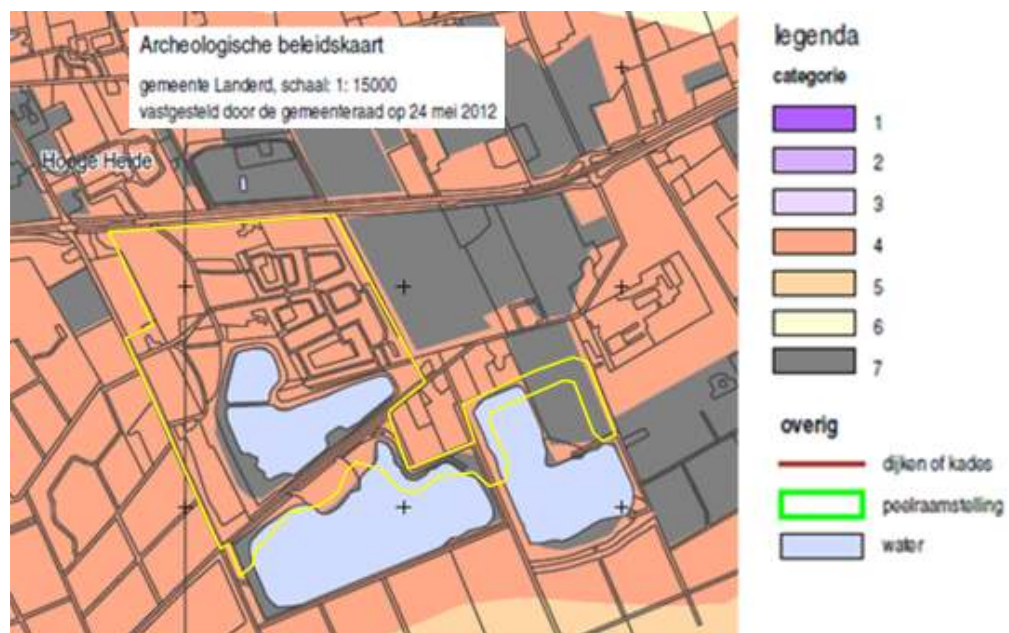 Archeologische beleidskaart
gemeente Landerd, schaal: 1: 15000
vastgesteld door de gemeenteraad op 24 mei 2012
Hooge Heide
legenda
categorie
1
2
3
4
5
6
7
overig
dijken of kades
peelraamstelling
water